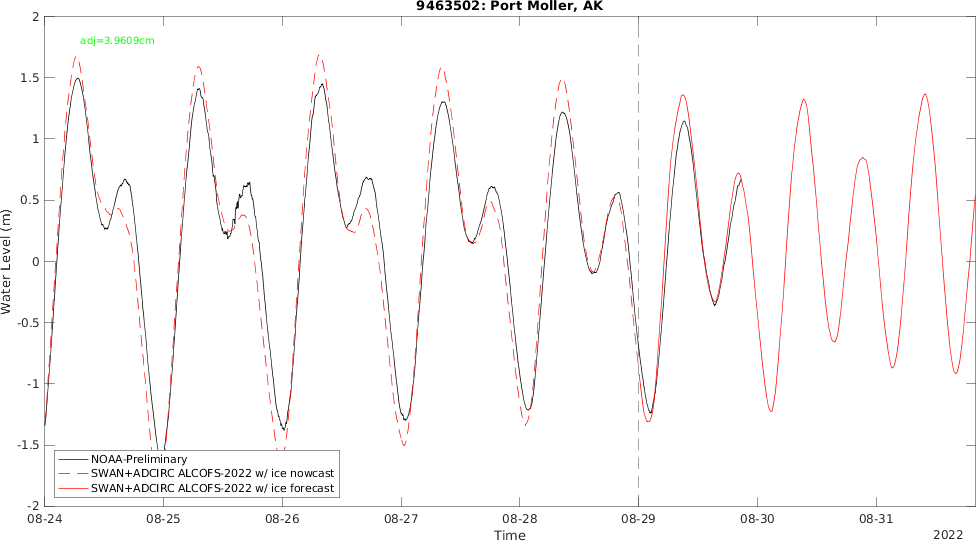 9463502: Port Moller, AK
adj=3.9609cm
Water Level (m)
2
1.5
1
0.5
0
-0.5
-1
-1.5
-2
NOAA-Preliminary
SWAN+ADCIRC ALCOFS-2022 w/ ice nowcast
SWAN+ADCIRC ALCOFS-2022 w/ ice forecast
08-24 08-25 08-26 08-27 08-28 08-29 08-30 08-31
Time
2022